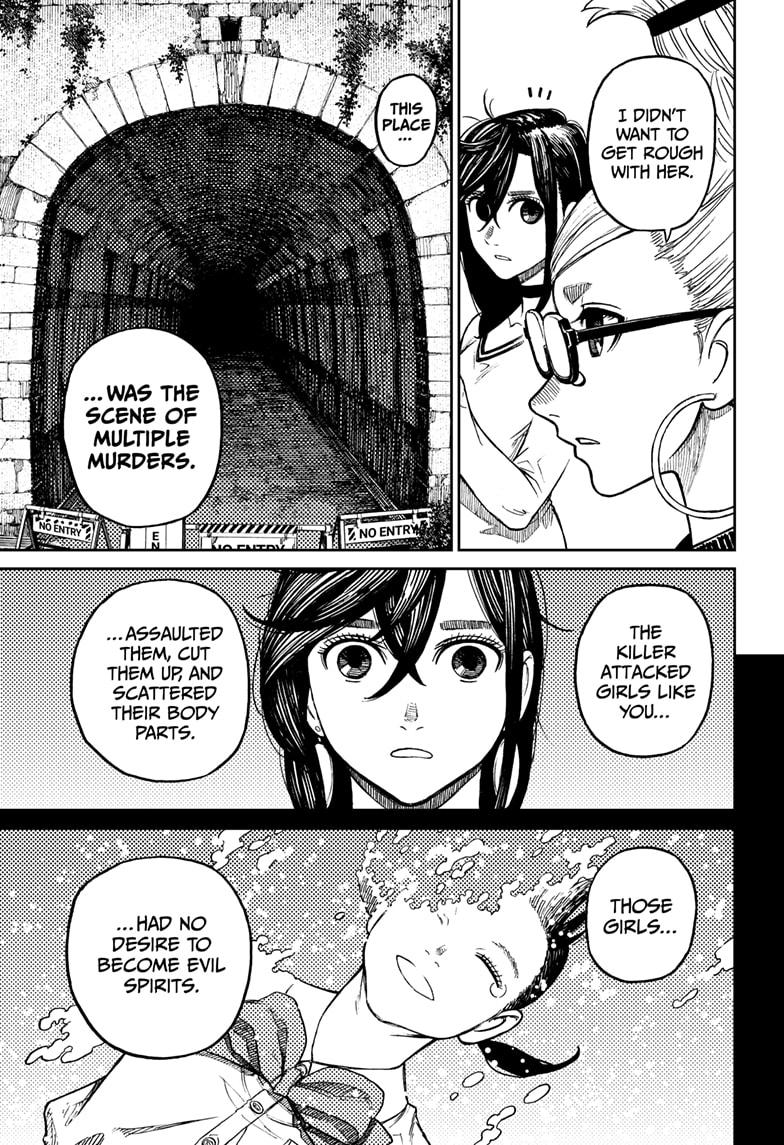 I DIDN'T
WANT TO
GET ROUGH
WITH HER.
THIS
PLACE
...
...WAS THE
SCENE OF
MULTIPLE
MURDERS.
NO ENTRY
EN
NO ENTRY
NO ENTRY
THE
KILLER
ATTACKED
GIRLS LIKE
YOU...
...ASSAULTED
THEM, CUT
THEM UP, AND
SCATTERED
THEIR BODY
PARTS.
THOSE
GIRLS...
...HAD NO
DESIRE TO
BECOME EVIL
SPIRITS.